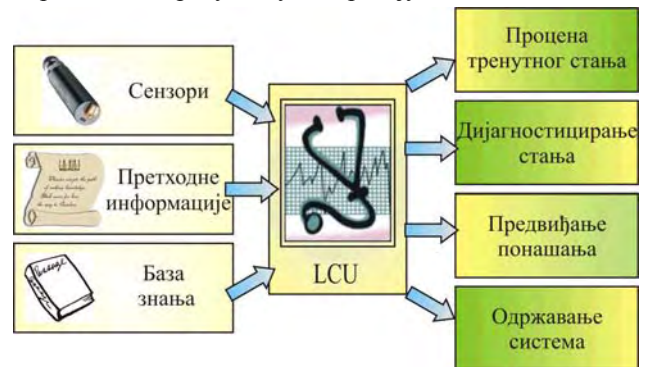 Сензори
Претходне
информације
База
знања
LCU
Процена
тренутног стања
Дијагностицирање
стања
Предвиђање
понашања
Одржавање
система